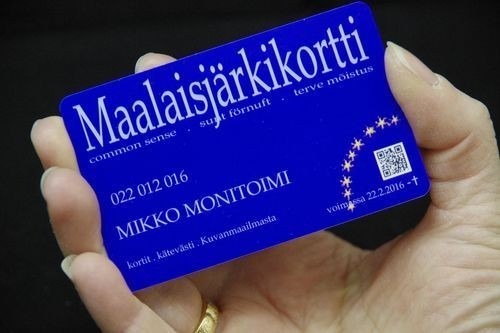 Maalaisjärkikortti
common sense . sunt förnuft . terve mõistus
022 012 016
MIKKO MONITOIMI
voimassa 22.2.2016 -†
kortit . kätevästi . Kuvanmaailmasta